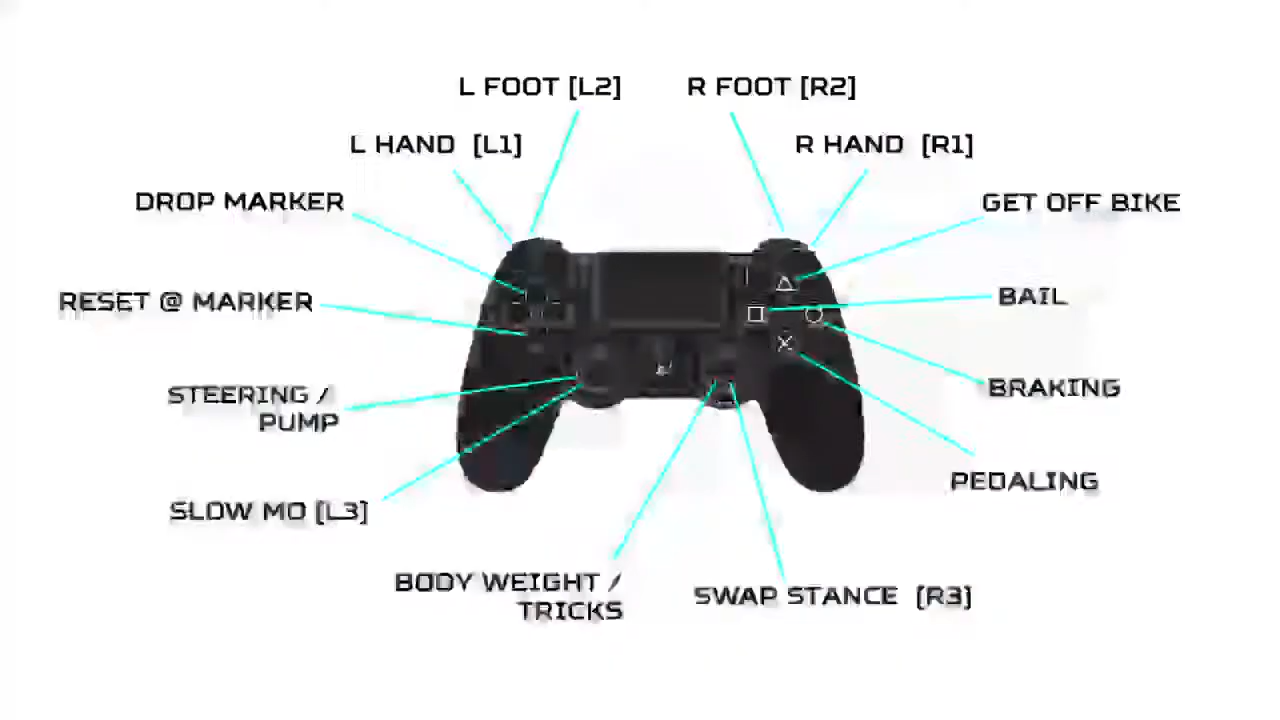 L FOOT [L2]
R FOOT [R2]
L HAND [L1]
R HAND [R1]
DROP MARKER
GET OFF BIKE
RESET @ MARKER
BAIL
STEERING /
PUMP
BRAKING
PEDALING
SLOW MO [L3]
BODY WEIGHT /
TRICKS
SWAP STANCE [R3]